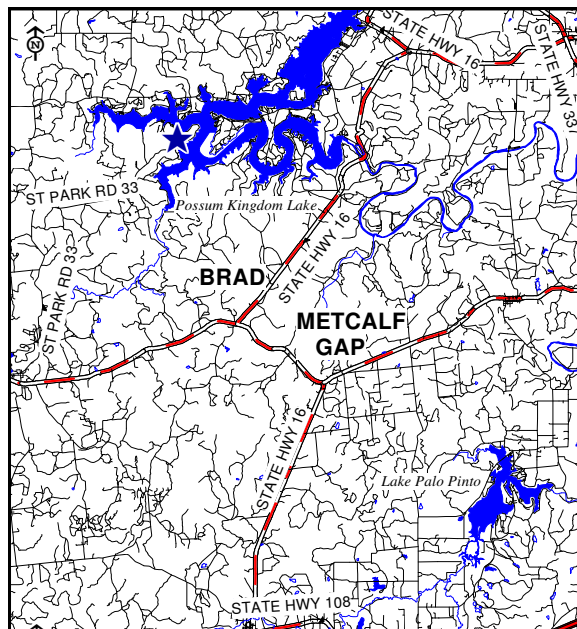 N
STATE HWY 16
STATE HWY 337
ST PARK RD 33
Possum Kingdom Lake
STATE HWY 16
BRAD
ST PARK RD 33
METCALF
GAP
STATE HWY 16
Lake Palo Pinto
STATE HWY 108